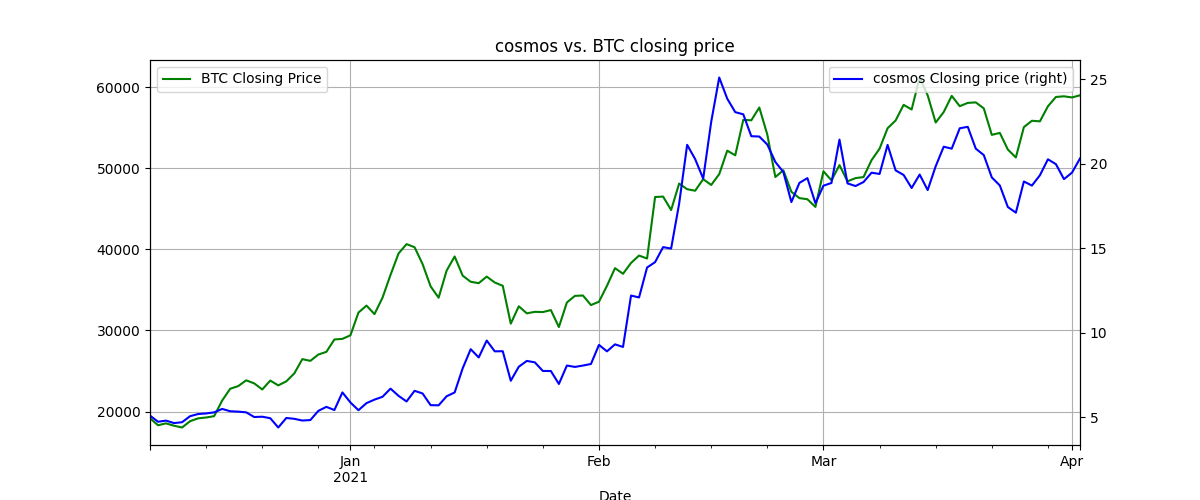 cosmos vs. BTC closing price
BTC Closing Price
cosmos Closing price (right)
60000
50000
40000
30000
20000
25
20
15
10
5
Jan
2021
Feb
Mar
Apr
Date